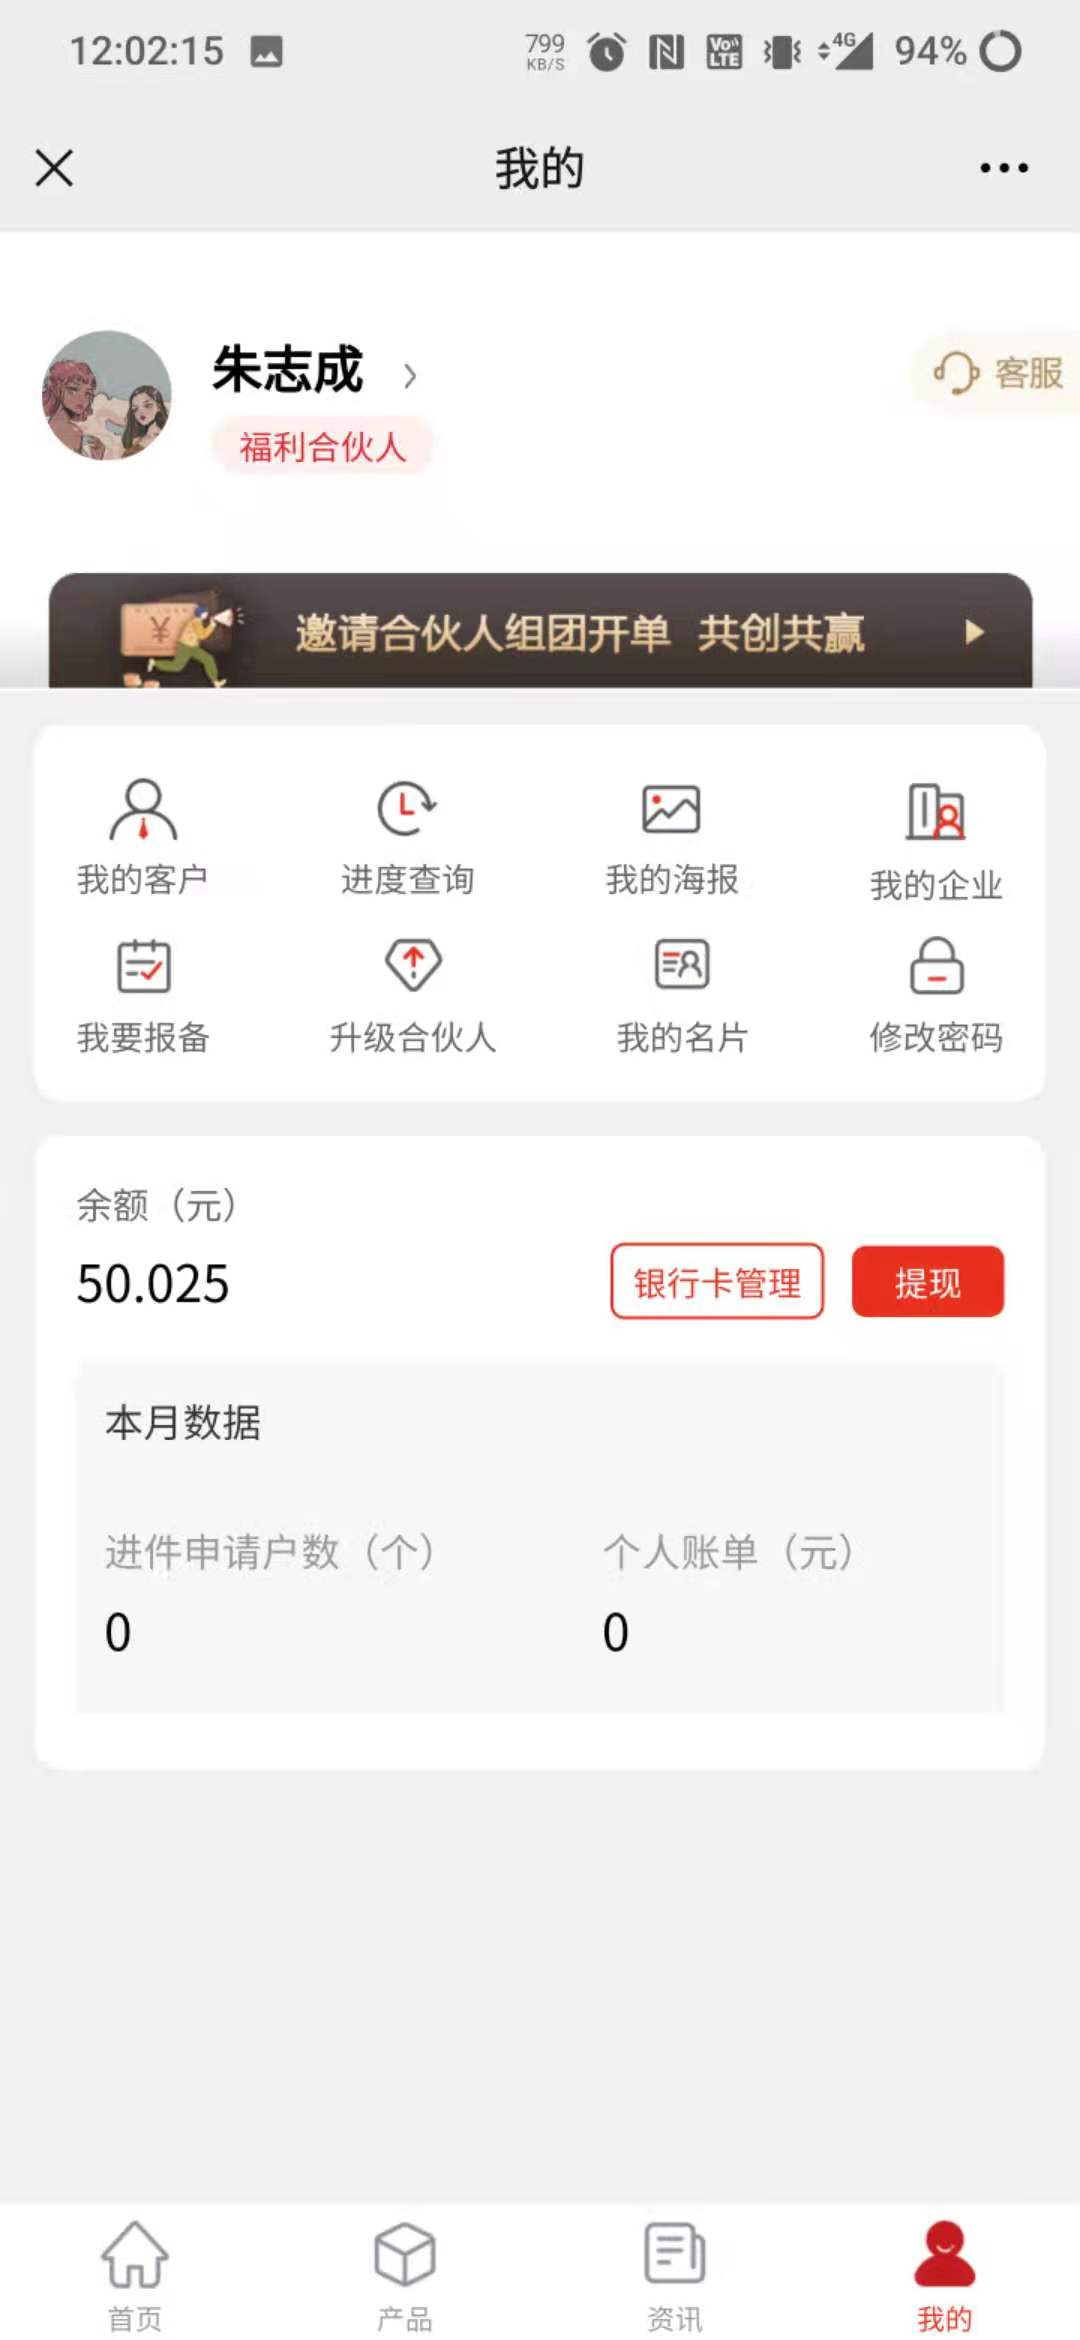 12:02:15 799 KB/S VoLTE 4G 94%
我的
朱志成
客服
福利合伙人
邀请合伙人组团开单 共创共赢
我的客户 进度查询 我的海报 我的企业
我要报备 升级合伙人 我的名片 修改密码
余额（元）
50.025 银行卡管理 提现
本月数据
进件申请户数（个） 个人账单（元）
0 0
首页 产品 资讯 我的